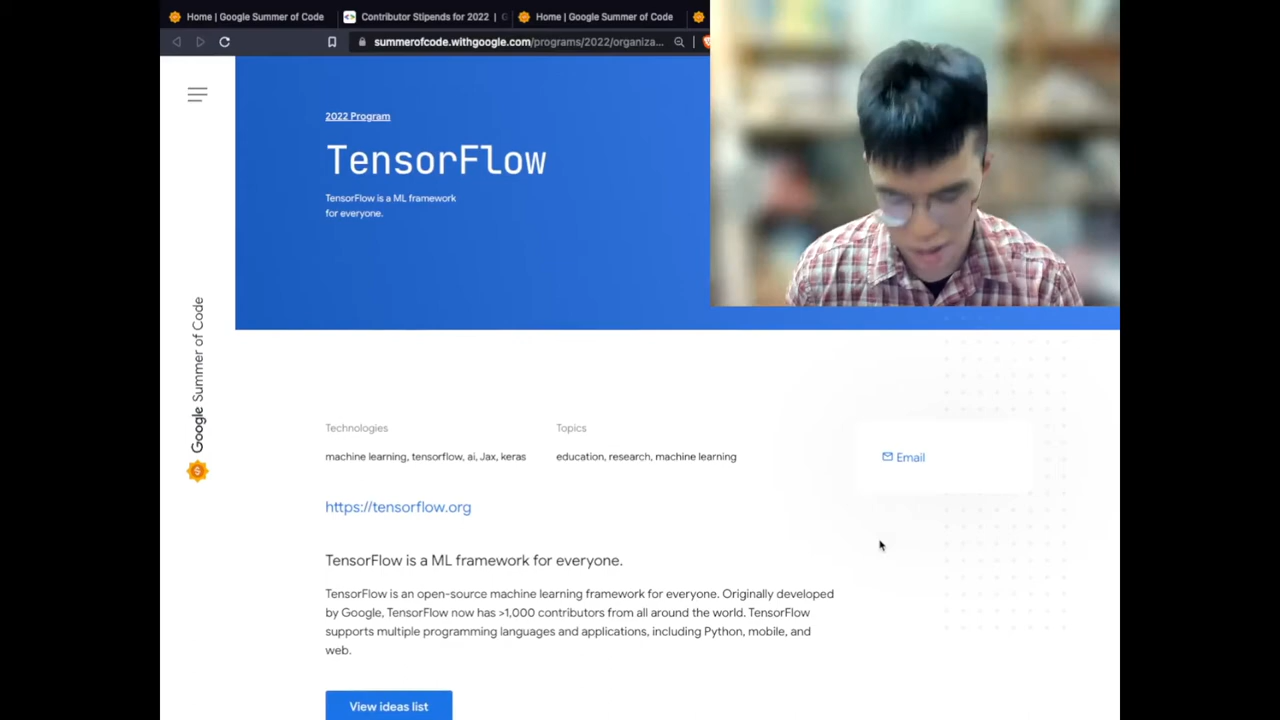 Home | Google Summer of Code
Contributor Stipends for 2022 | G
Home | Google Summer of Code
summerofcode.withgoogle.com/programs/2022/organiza...
2022 Program
TensorFlow
TensorFlow is a ML framework
for everyone.
Google Summer of Code
Technologies
Topics
machine learning, tensorflow, ai, Jax, keras
education, research, machine learning
Email
https://tensorflow.org
TensorFlow is a ML framework for everyone.
TensorFlow is an open-source machine learning framework for everyone. Originally developed
by Google, TensorFlow now has >1,000 contributors from all around the world. TensorFlow
supports multiple programming languages and applications, including Python, mobile, and
web.
View ideas list